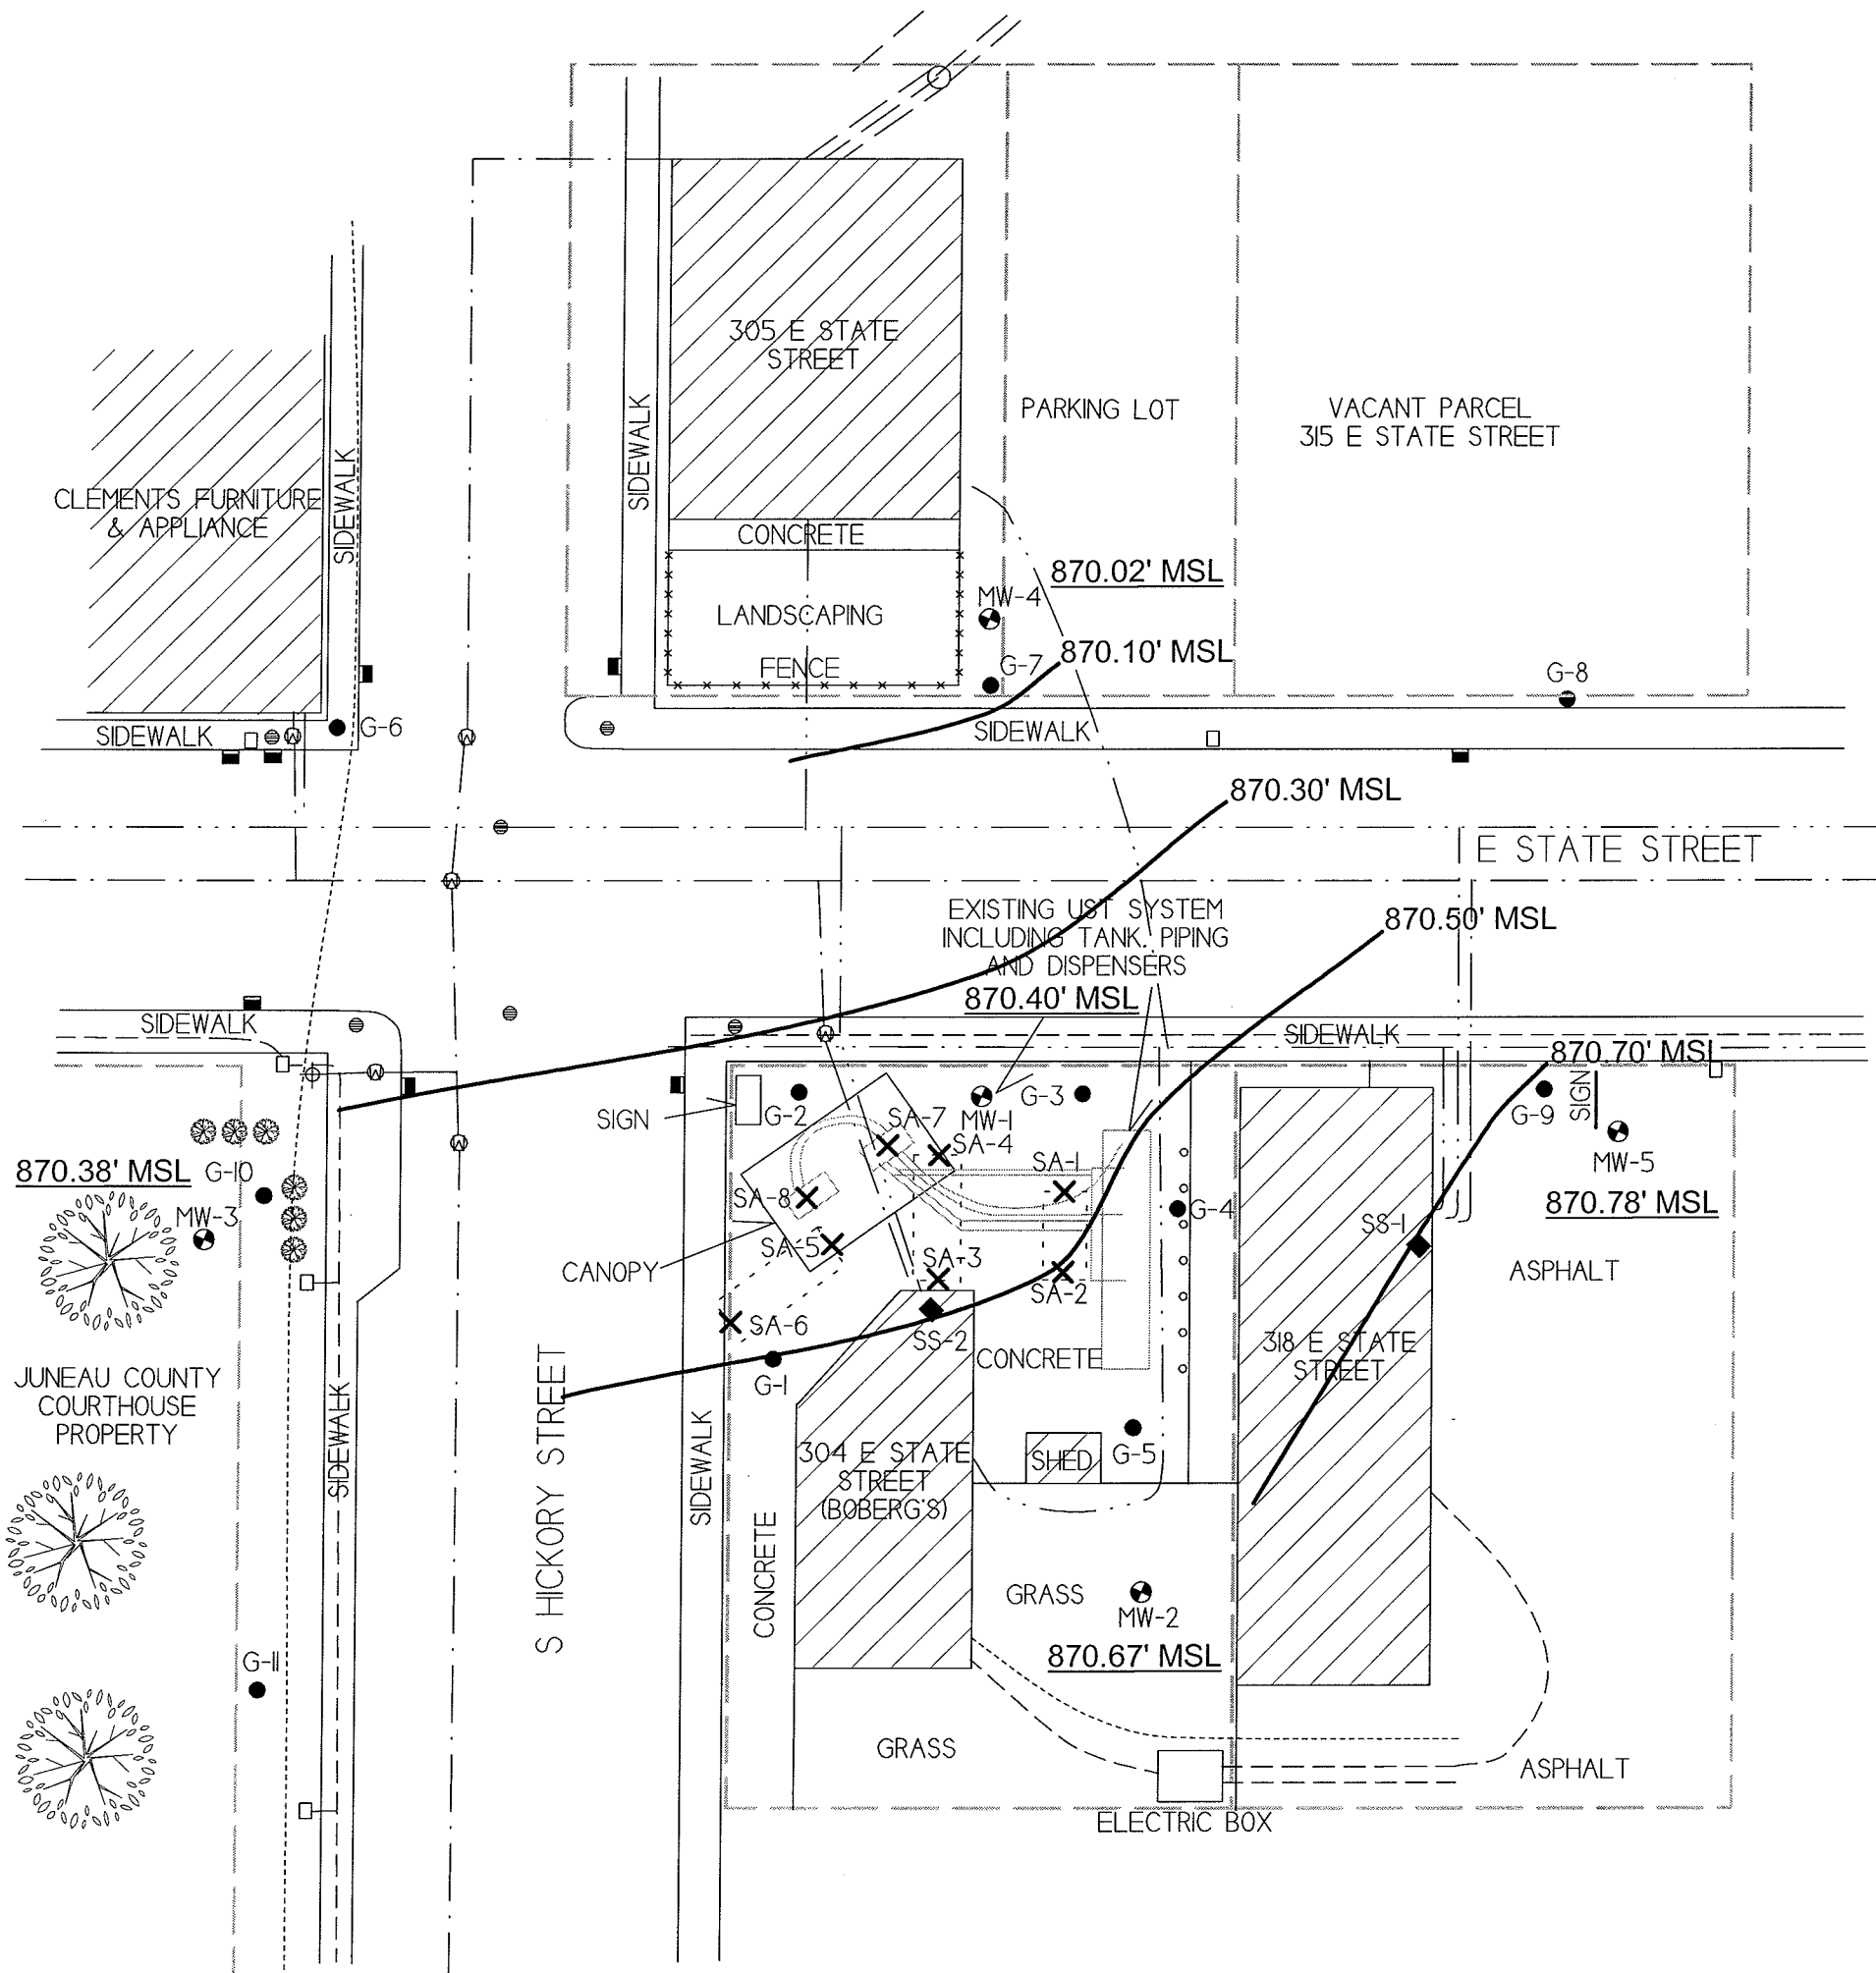 305 E STATE
STREET
SIDEWALK
PARKING LOT
VACANT PARCEL
315 E STATE STREET
CLEMENTS FURNITURE
& APPLIANCE
SIDEWALK
CONCRETE
870.02' MSL
MW-4
LANDSCAPING
870.10' MSL
FENCE
G-7
G-8
G-6
SIDEWALK
SIDEWALK
870.30' MSL
E STATE STREET
EXISTING UST SYSTEM
INCLUDING TANK, PIPING
AND DISPENSERS
870.50' MSL
870.40' MSL
SIDEWALK
SIDEWALK
870.70' MSL
SIGN
G-2
SA-7
MW-1
G-3
SA-4
G-9
SIGN
MW-5
870.38' MSL
G-10
SA-1
SA-8
G-4
870.78' MSL
MW-3
SS-1
SA-5
CANOPY
SA-3
SA-2
ASPHALT
SA-6
SS-2
CONCRETE
318 E STATE
STREET
G-1
JUNEAU COUNTY
COURTHOUSE
PROPERTY
SIDEWALK
S HICKORY STREET
SIDEWALK
304 E STATE
STREET
(BOBERG'S)
SHED
G-5
CONCRETE
GRASS
MW-2
870.67' MSL
G-11
GRASS
ASPHALT
ELECTRIC BOX